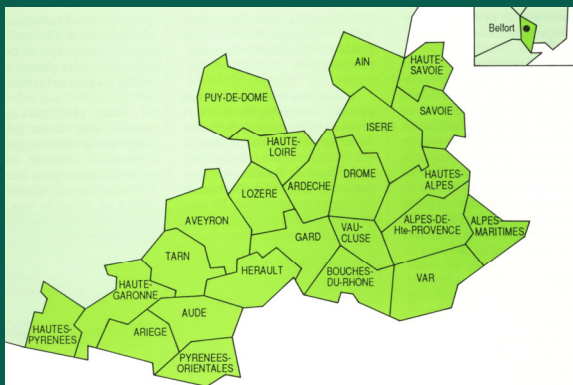 Belfort
AIN
HAUTE-
SAVOIE
PUY-DE-DOME
SAVOIE
ISERE
HAUTE-
LOIRE
HAUTES-
ALPES
DROME
ARDECHE
LOZERE
AVEYRON
ALPES-DE-
Hte-PROVENCE
ALPES-
MARITIMES
GARD
VAU-
CLUSE
TARN
HERAULT
BOUCHES-
DU-RHONE
VAR
HAUTE-
GARONNE
AUDE
HAUTES-
PYRENEES
ARIEGE
PYRENEES-
ORIENTALES